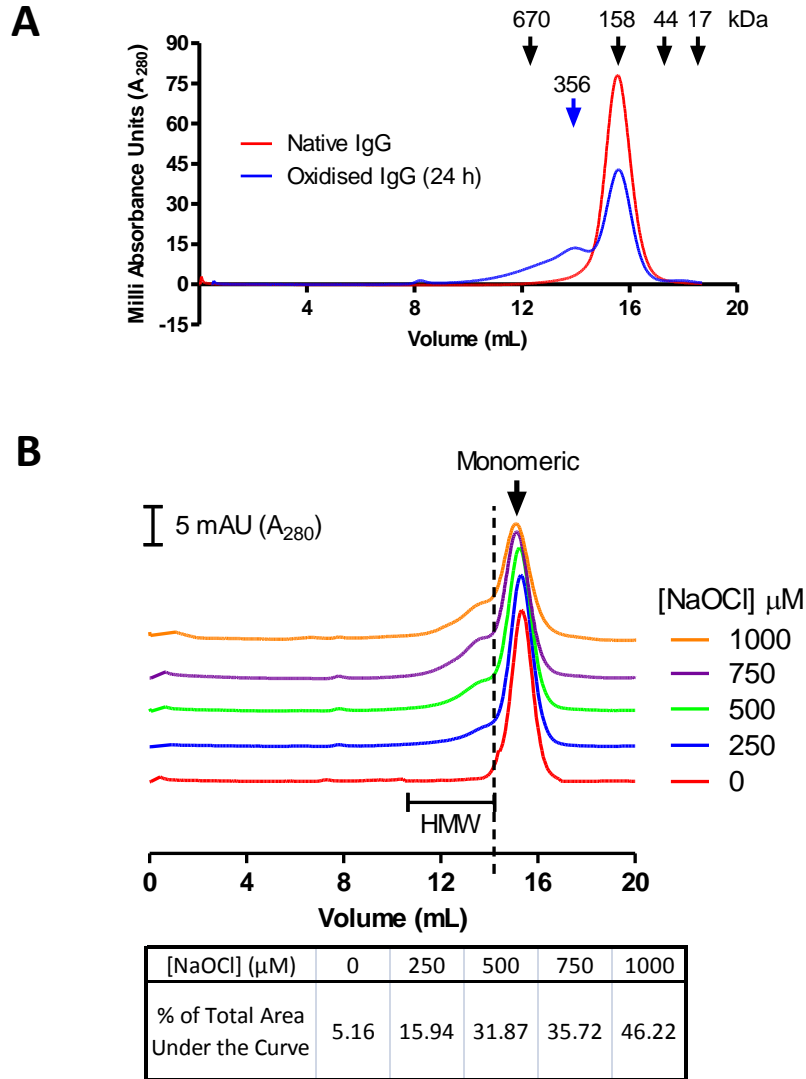 A
670 158 44 17 kDa
356
Milli Absorbance Units (A280)
90
75
60
45
30
15
0
-15
Native IgG
Oxidised IgG (24 h)
4 8 12 16 20
Volume (mL)
B
Monomeric
5 mAU (A280)
[NaOCl] μM
1000
750
500
250
0
HMW
0 4 8 12 16 20
Volume (mL)
[NaOCl] (μM) 0 250 500 750 1000
% of Total Area
Under the Curve 5.16 15.94 31.87 35.72 46.22